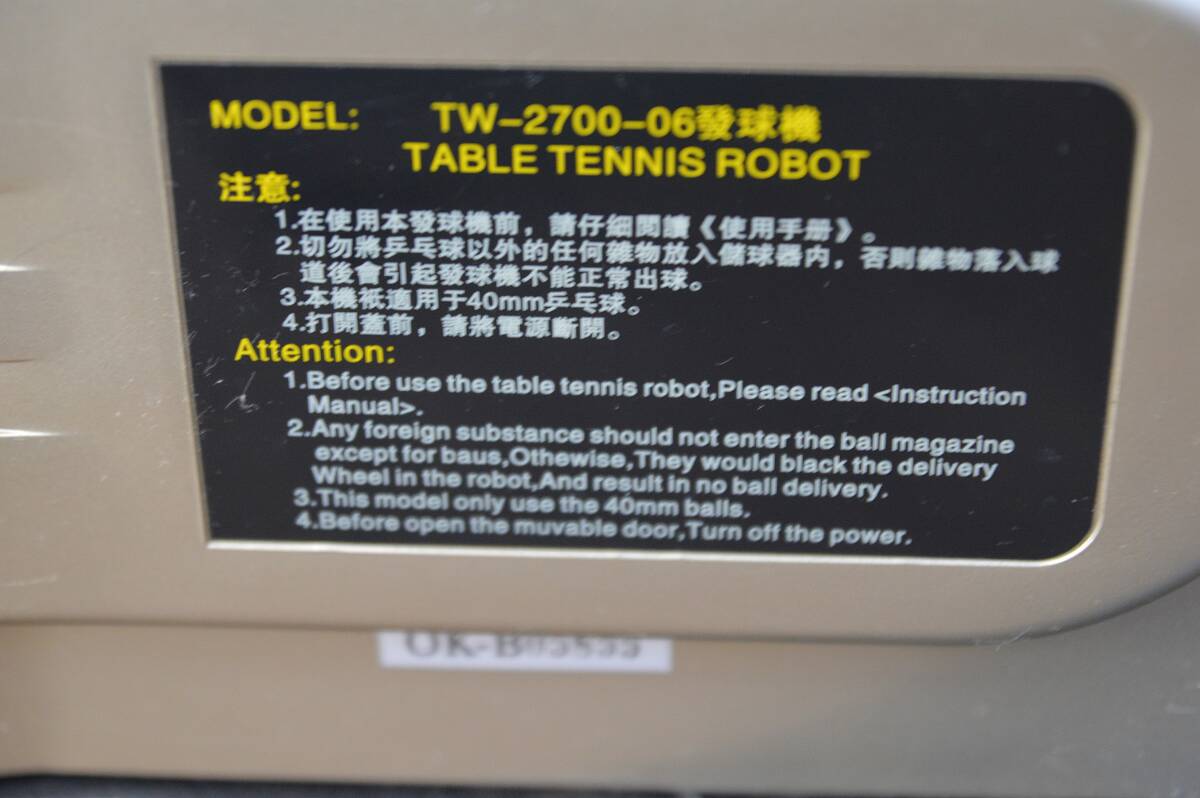 MODEL: TW-2700-06發球機
TABLE TENNIS ROBOT
注意:
1.在使用本發球機前，請仔細閱讀《使用手册》。
2.切勿將乒乓球以外的任何雜物放入儲球器内，否則雜物落入球
道後會引起發球機不能正常出球。
3.本機祗適用于40mm乒乓球。
4.打開蓋前，請將電源斷開。
Attention:
1.Before use the table tennis robot,Please read <Instruction
Manual>.
2.Any foreign substance should not enter the ball magazine
except for baus,Othewise,They would black the delivery
Wheel in the robot,And result in no ball delivery.
3.This model only use the 40mm balls.
4.Before open the muvable door,Turn off the power.